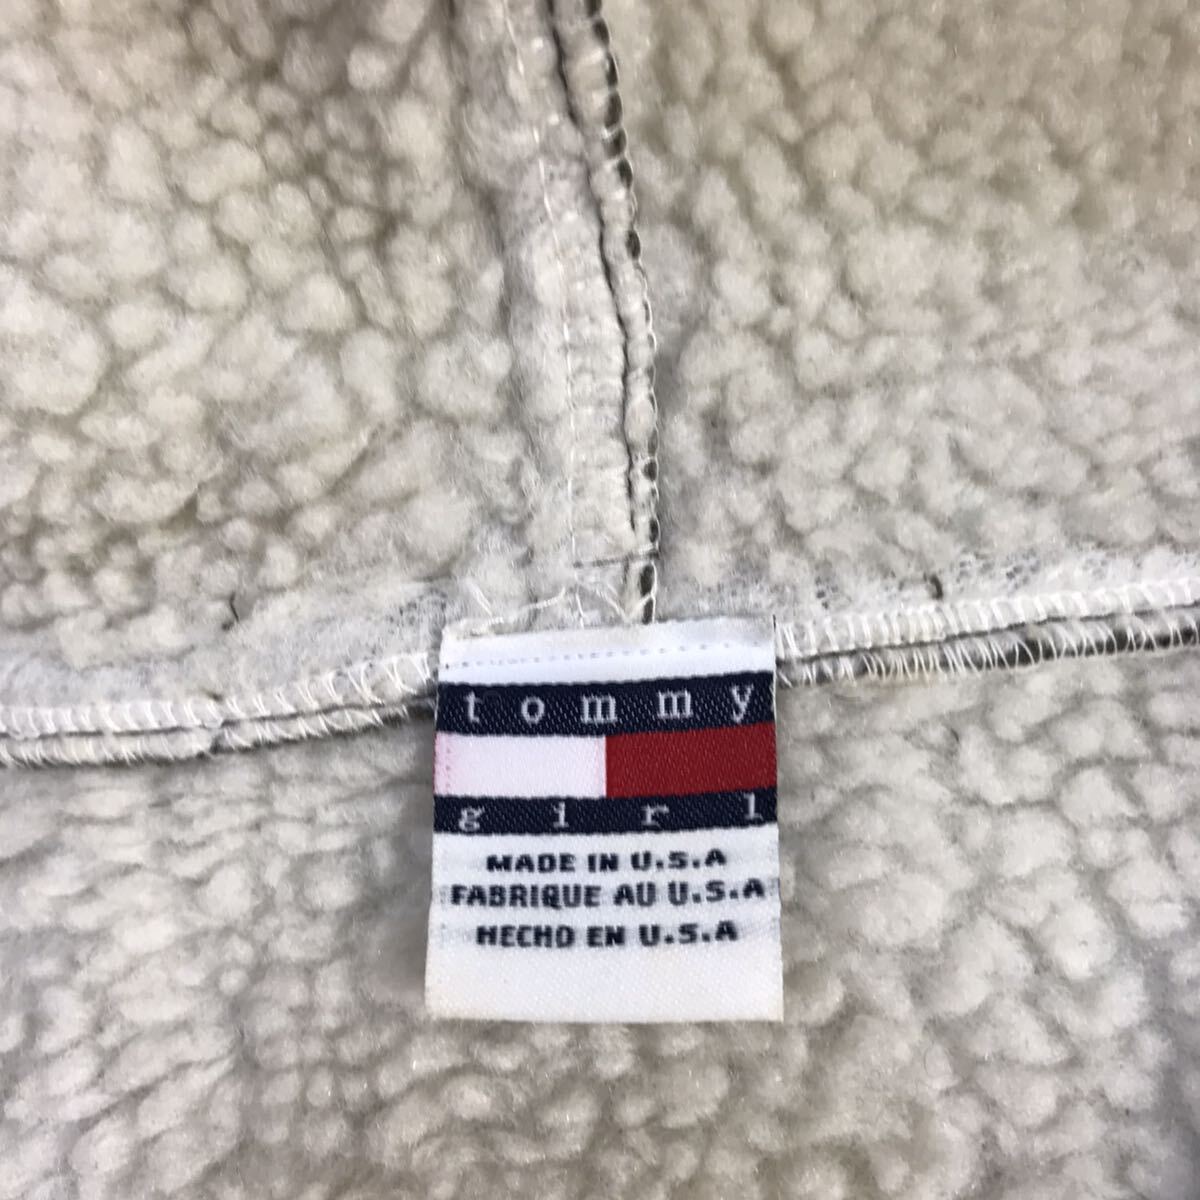 tommy
girl
MADE IN U.S.A
FABRIQUE AU U.S.A
HECHO EN U.S.A